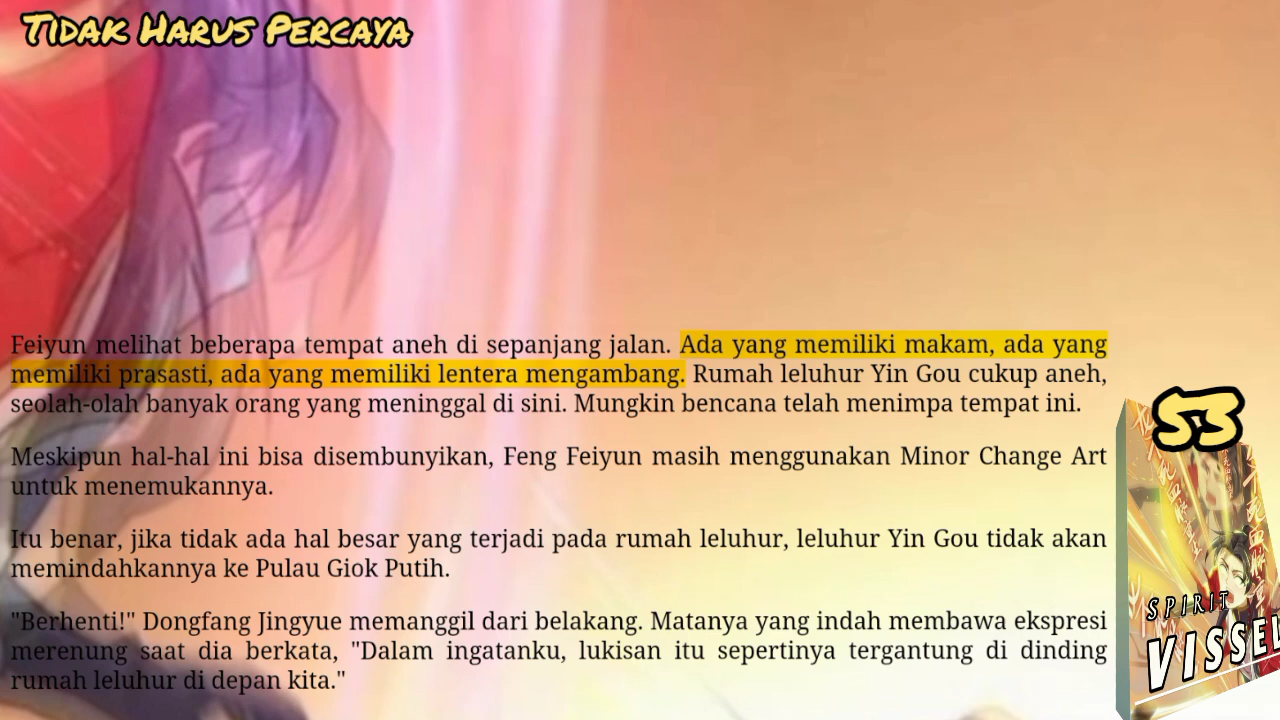 Tidak Harus Percaya
Feiyun melihat beberapa tempat aneh di sepanjang jalan. Ada yang memiliki makam, ada yang
memiliki prasasti, ada yang memiliki lentera mengambang. Rumah leluhur Yin Gou cukup aneh,
seolah-olah banyak orang yang meninggal di sini. Mungkin bencana telah menimpa tempat ini.
Meskipun hal-hal ini bisa disembunyikan, Feng Feiyun masih menggunakan Minor Change Art
untuk menemukannya.
Itu benar, jika tidak ada hal besar yang terjadi pada rumah leluhur, leluhur Yin Gou tidak akan
memindahkannya ke Pulau Giok Putih.
"Berhenti!" Dongfang Jingyue memanggil dari belakang. Matanya yang indah membawa ekspresi
merenung saat dia berkata, "Dalam ingatanku, lukisan itu sepertinya tergantung di dinding
rumah leluhur di depan kita."
53
SPIRIT
VISSEL